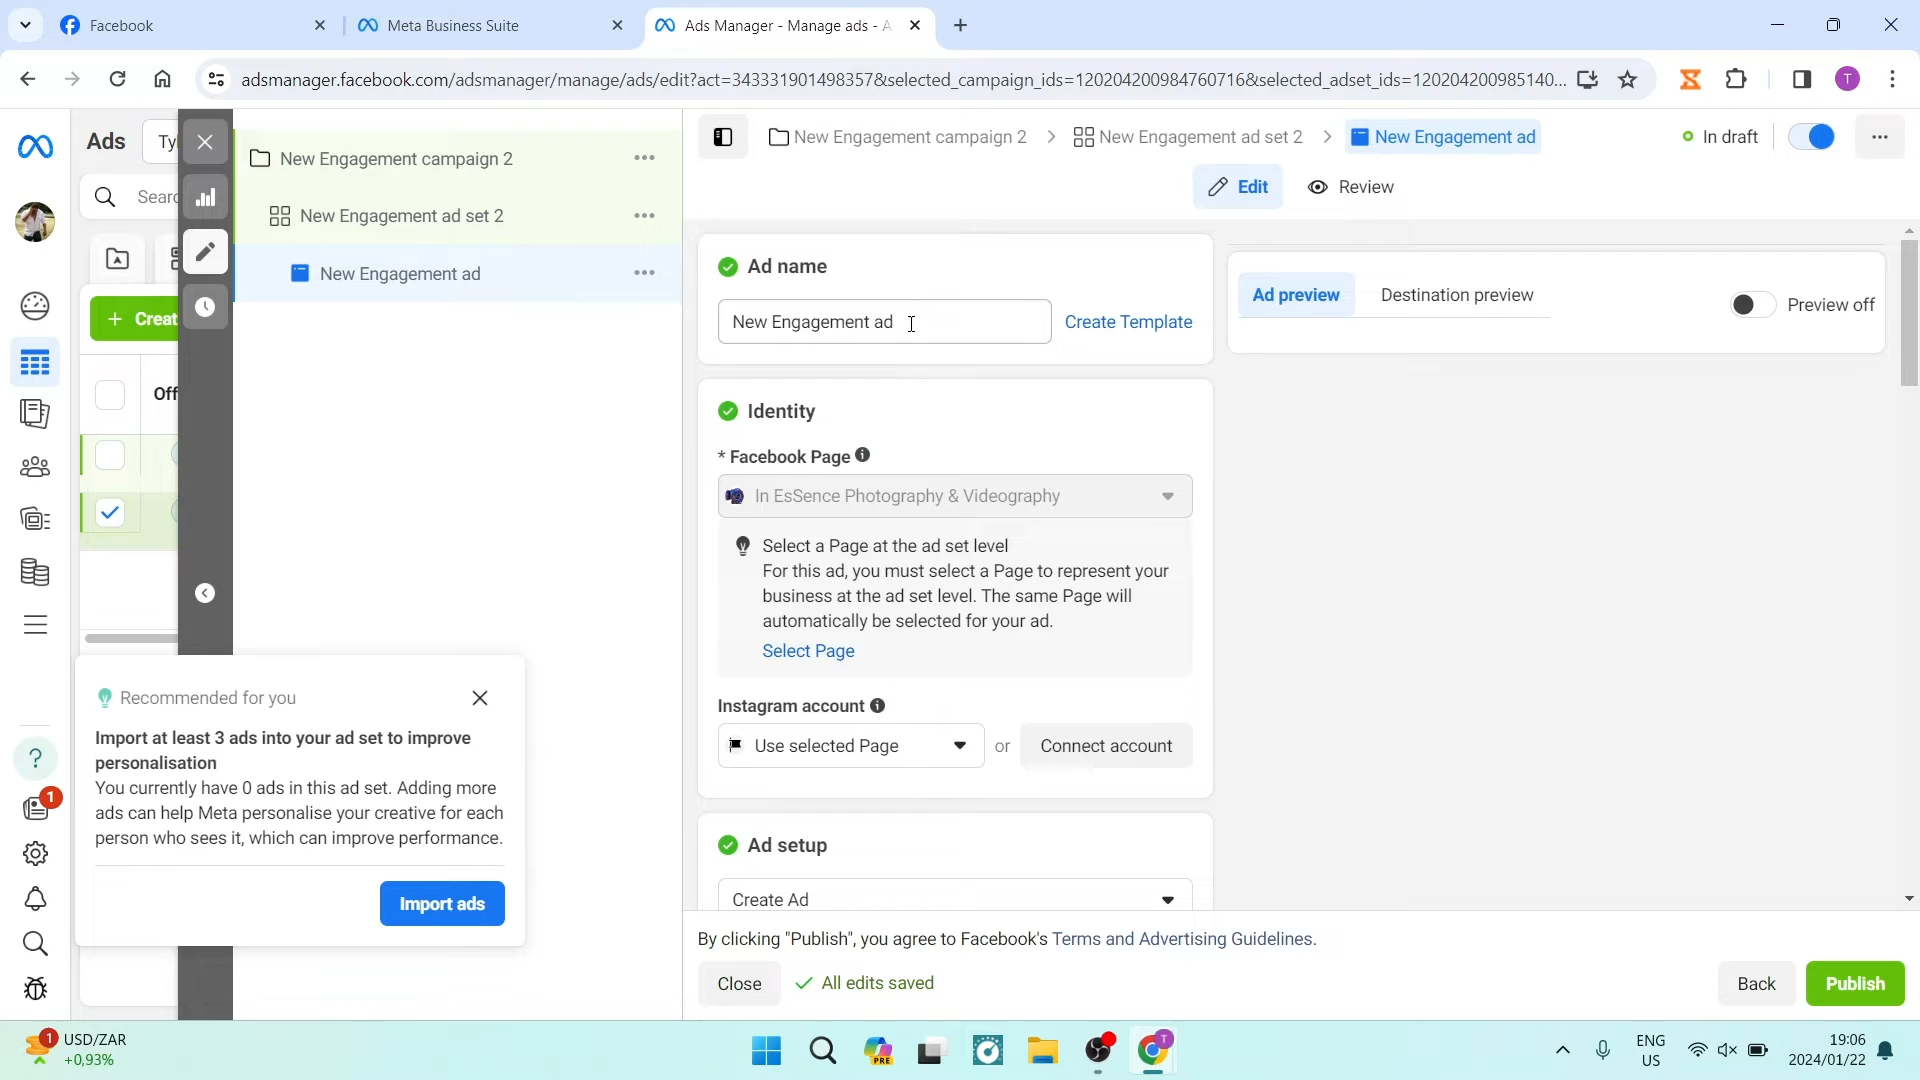 Facebook
Meta Business Suite
Ads Manager - Manage ads - A
adsmanager.facebook.com/adsmanager/manage/ads/edit?act=343331901498357&selected_campaign_ids=120204200984760716&selected_adset_ids=120204200985140...
T
Ads
Tyl
Searc
+ Creat
Off
New Engagement campaign 2
New Engagement ad set 2
New Engagement ad
New Engagement campaign 2
New Engagement ad set 2
New Engagement ad
In draft
Edit
Review
Ad name
New Engagement ad
Create Template
Identity
* Facebook Page
In EsSence Photography & Videography
Select a Page at the ad set level
For this ad, you must select a Page to represent your
business at the ad set level. The same Page will
automatically be selected for your ad.
Select Page
Instagram account
Use selected Page
or
Connect account
Ad setup
Create Ad
Ad preview
Destination preview
Preview off
Recommended for you
Import at least 3 ads into your ad set to improve
personalisation
You currently have 0 ads in this ad set. Adding more
ads can help Meta personalise your creative for each
person who sees it, which can improve performance.
Import ads
?
1
By clicking "Publish", you agree to Facebook's Terms and Advertising Guidelines.
Close
All edits saved
Back
Publish
1
USD/ZAR
+0,93%
PRE
T
ENG
US
19:06
2024/01/22